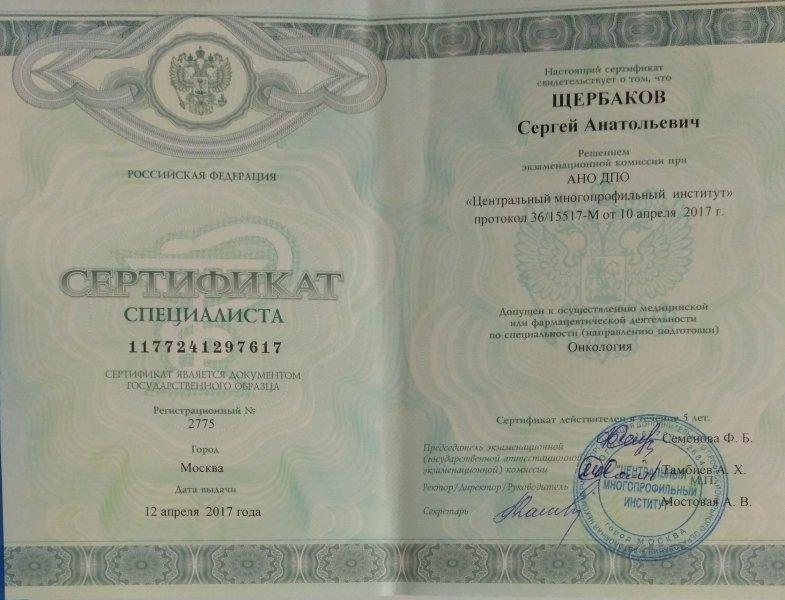 РОССИЙСКАЯ ФЕДЕРАЦИЯ
СЕРТИФИКАТ
СПЕЦИАЛИСТА
1177241297617
СЕРТИФИКАТ ЯВЛЯЕТСЯ ДОКУМЕНТОМ
ГОСУДАРСТВЕННОГО ОБРАЗЦА
Регистрационный №
2775
Город
Москва
Дата выдачи
12 апреля 2017 года
Настоящий сертификат
свидетельствует о том, что
ЩЕРБАКОВ
Сергей Анатольевич
Решением
экзаменационной комиссии при
АНО ДПО
«Центральный многопрофильный институт»
протокол 36/15517-М от 10 апреля 2017 г.
Допущен к осуществлению медицинской
или фармацевтической деятельности
по специальности (направлению подготовки)
Онкология
Сертификат действителен в течение 5 лет.
Председатель экзаменационной
(государственной аттестационной
экзаменационной) комиссии
Семенова Ф. Б.
Ректор/Директор/Руководитель
Тамбиев А. Х.
М.П.
Секретарь
Мостовая А. В.
ЦЕНТРАЛЬНЫЙ
МНОГОПРОФИЛЬНЫЙ
ИНСТИТУТ
город МОСКВА